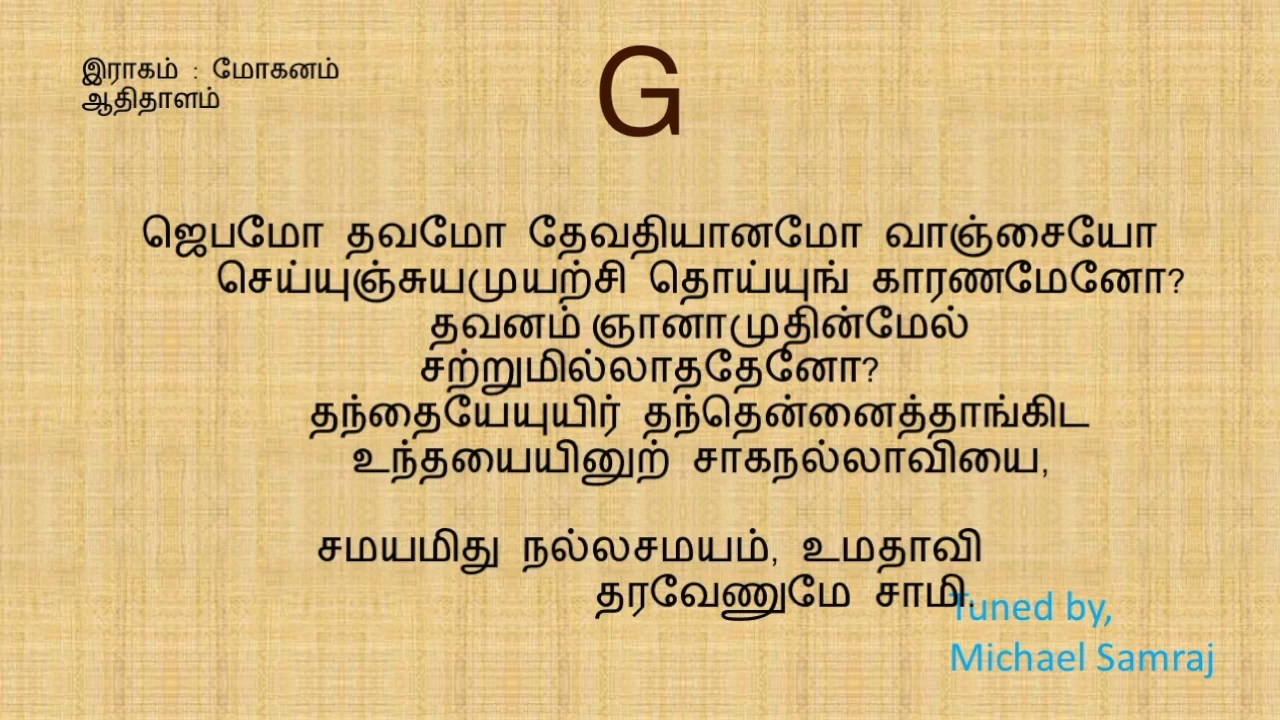 இராகம் : மோகனம்
ஆதிதாளம்
G
ஜெபமோ தவமோ தேவதியானமோ வாஞ்சையோ
செய்யுஞ்சுயமுயற்சி தொய்யுங் காரணமேனோ?
தவனம் ஞானாமுதின்மேல்
சற்றுமில்லாததேனோ?
தந்தையேயுயிர் தந்தென்னைத்தாங்கிட
உந்தயையினுற் சாகநல்லாவியை,
சமயமிது நல்லசமயம், உமதாவி
தரவேணுமே சாமி.
Tuned by,
Michael Samraj